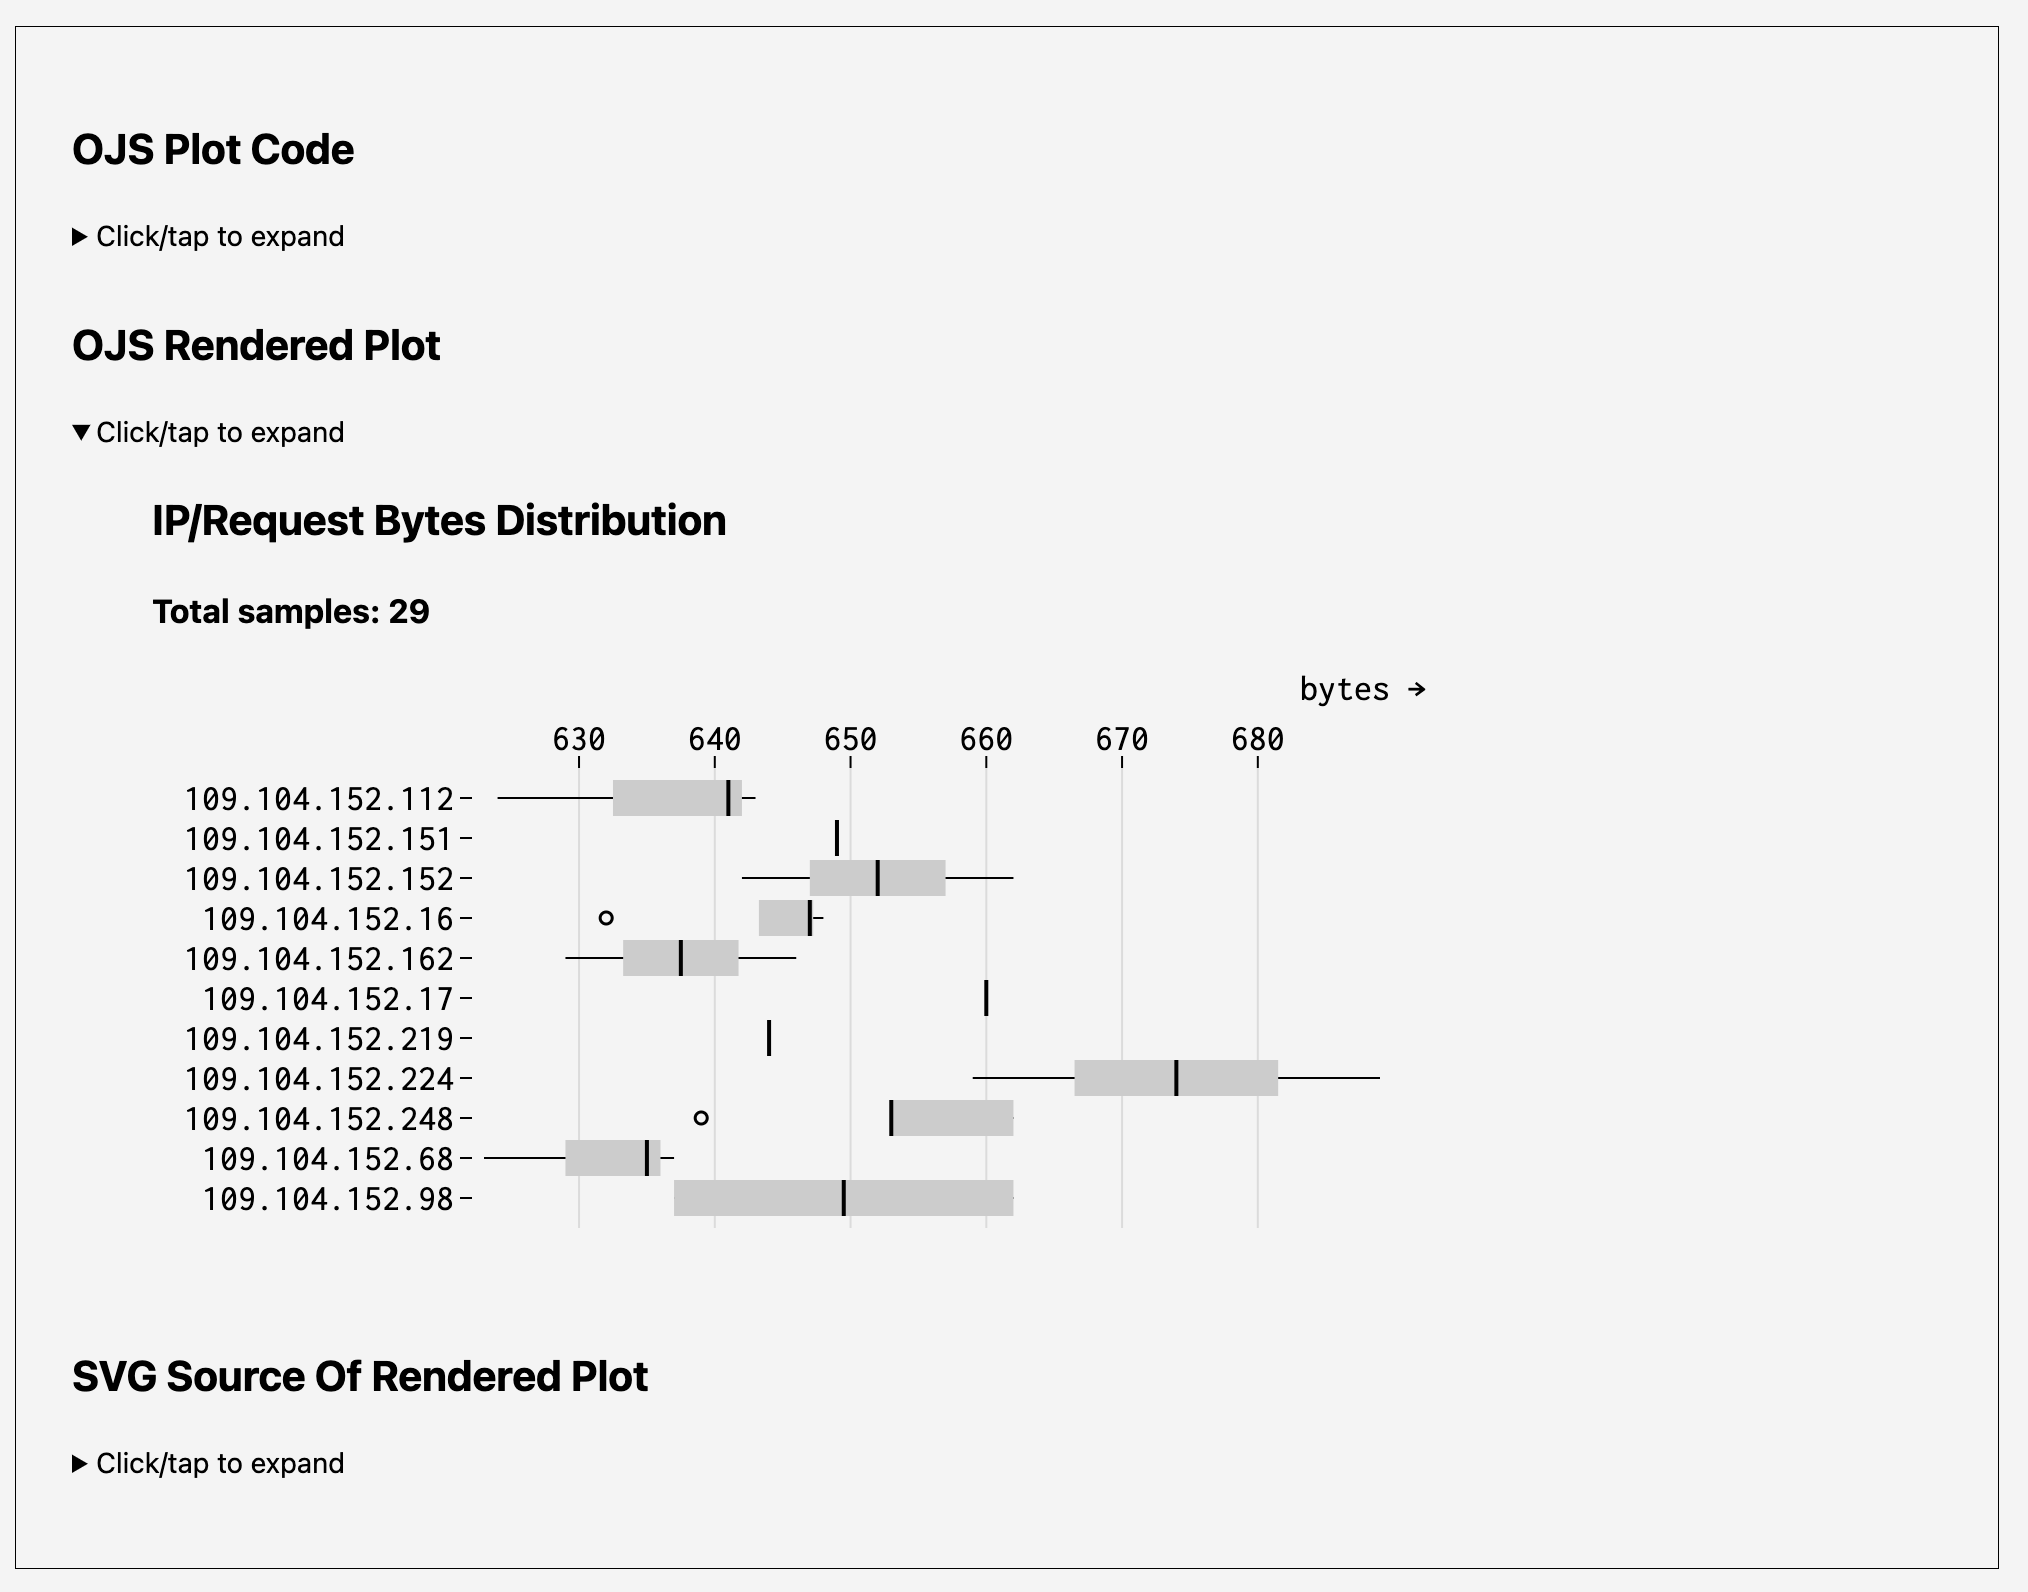 OJS Plot Code
Click/tap to expand
OJS Rendered Plot
Click/tap to expand
IP/Request Bytes Distribution
Total samples: 29
bytes →
630 640 650 660 670 680
109.104.152.112
109.104.152.151
109.104.152.152
109.104.152.16
109.104.152.162
109.104.152.17
109.104.152.219
109.104.152.224
109.104.152.248
109.104.152.68
109.104.152.98
SVG Source Of Rendered Plot
Click/tap to expand